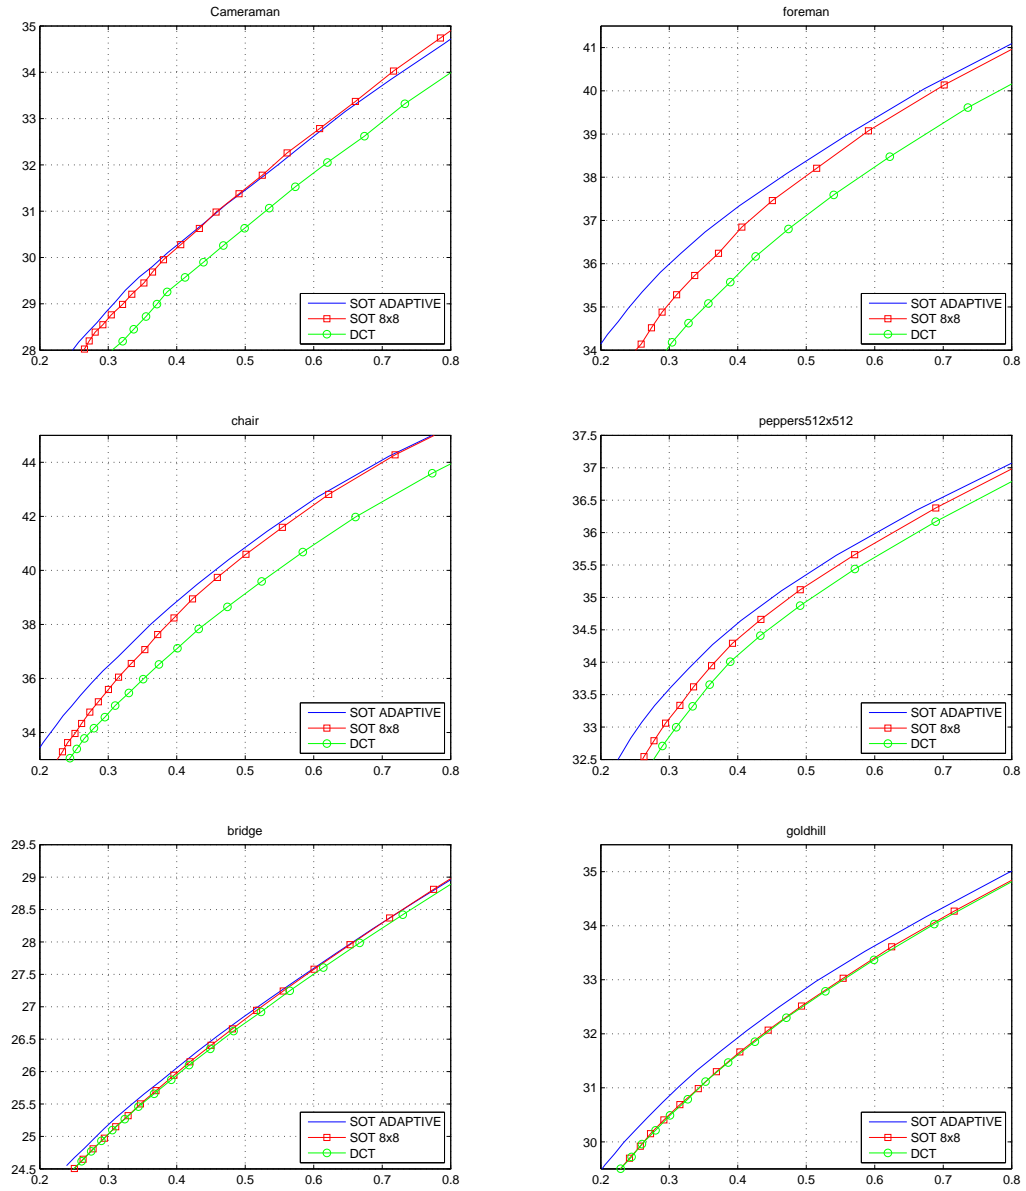 Cameraman
35
34
33
32
31
30
29
28
0.2 0.3 0.4 0.5 0.6 0.7 0.8
SOT ADAPTIVE
SOT 8x8
DCT
foreman
41
40
39
38
37
36
35
34
0.2 0.3 0.4 0.5 0.6 0.7 0.8
SOT ADAPTIVE
SOT 8x8
DCT
chair
44
42
40
38
36
34
0.2 0.3 0.4 0.5 0.6 0.7 0.8
SOT ADAPTIVE
SOT 8x8
DCT
peppers512x512
37.5
37
36.5
36
35.5
35
34.5
34
33.5
33
32.5
0.2 0.3 0.4 0.5 0.6 0.7 0.8
SOT ADAPTIVE
SOT 8x8
DCT
bridge
29.5
29
28.5
28
27.5
27
26.5
26
25.5
25
24.5
0.2 0.3 0.4 0.5 0.6 0.7 0.8
SOT ADAPTIVE
SOT 8x8
DCT
goldhill
35
34
33
32
31
30
0.2 0.3 0.4 0.5 0.6 0.7 0.8
SOT ADAPTIVE
SOT 8x8
DCT